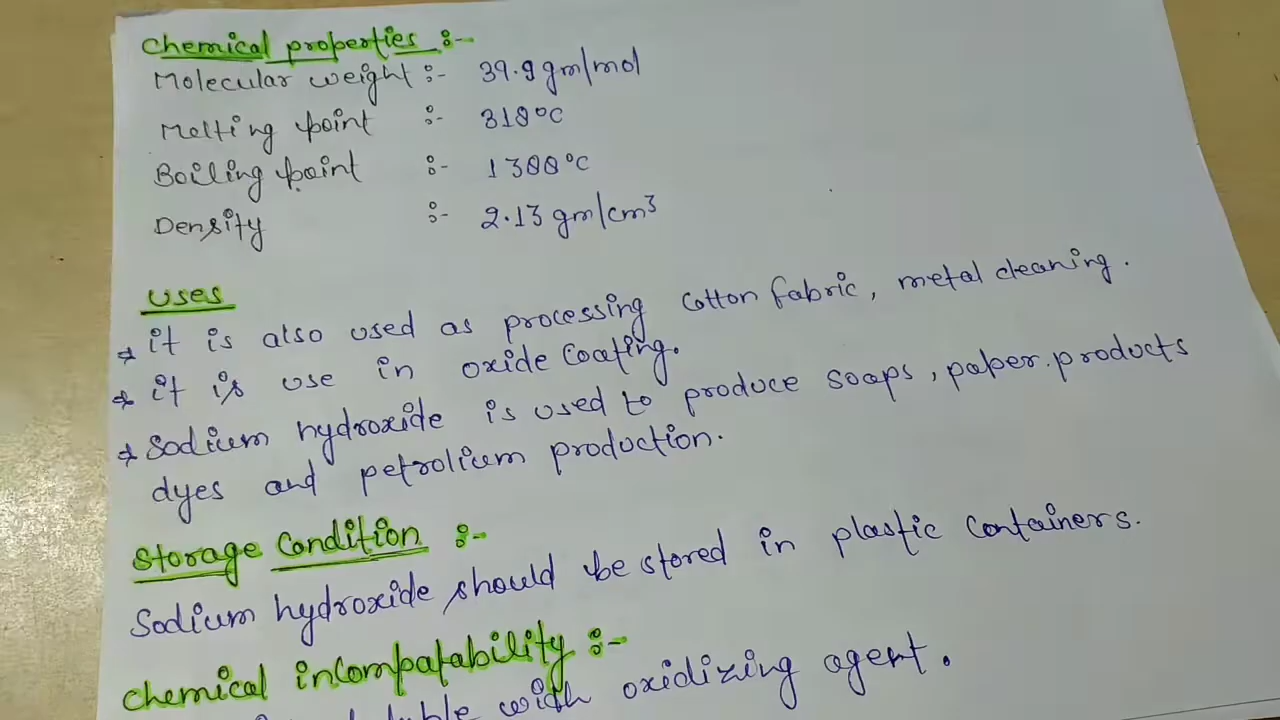 Chemical properties :-
Molecular weight :- 39.9 gm/mol
Melting point :- 318°C
Boiling point :- 1388°C
Density :- 2.13 gm/cm³
uses
* it is also used as processing cotton fabric, metal cleaning.
* it is use in oxide coating.
* Sodium hydroxide is used to produce soaps, paper.products
dyes and petrolium production.
Storage Condition :-
Sodium hydroxide should be stored in plastic containers.
chemical incompatability :-
with oxidizing agent.